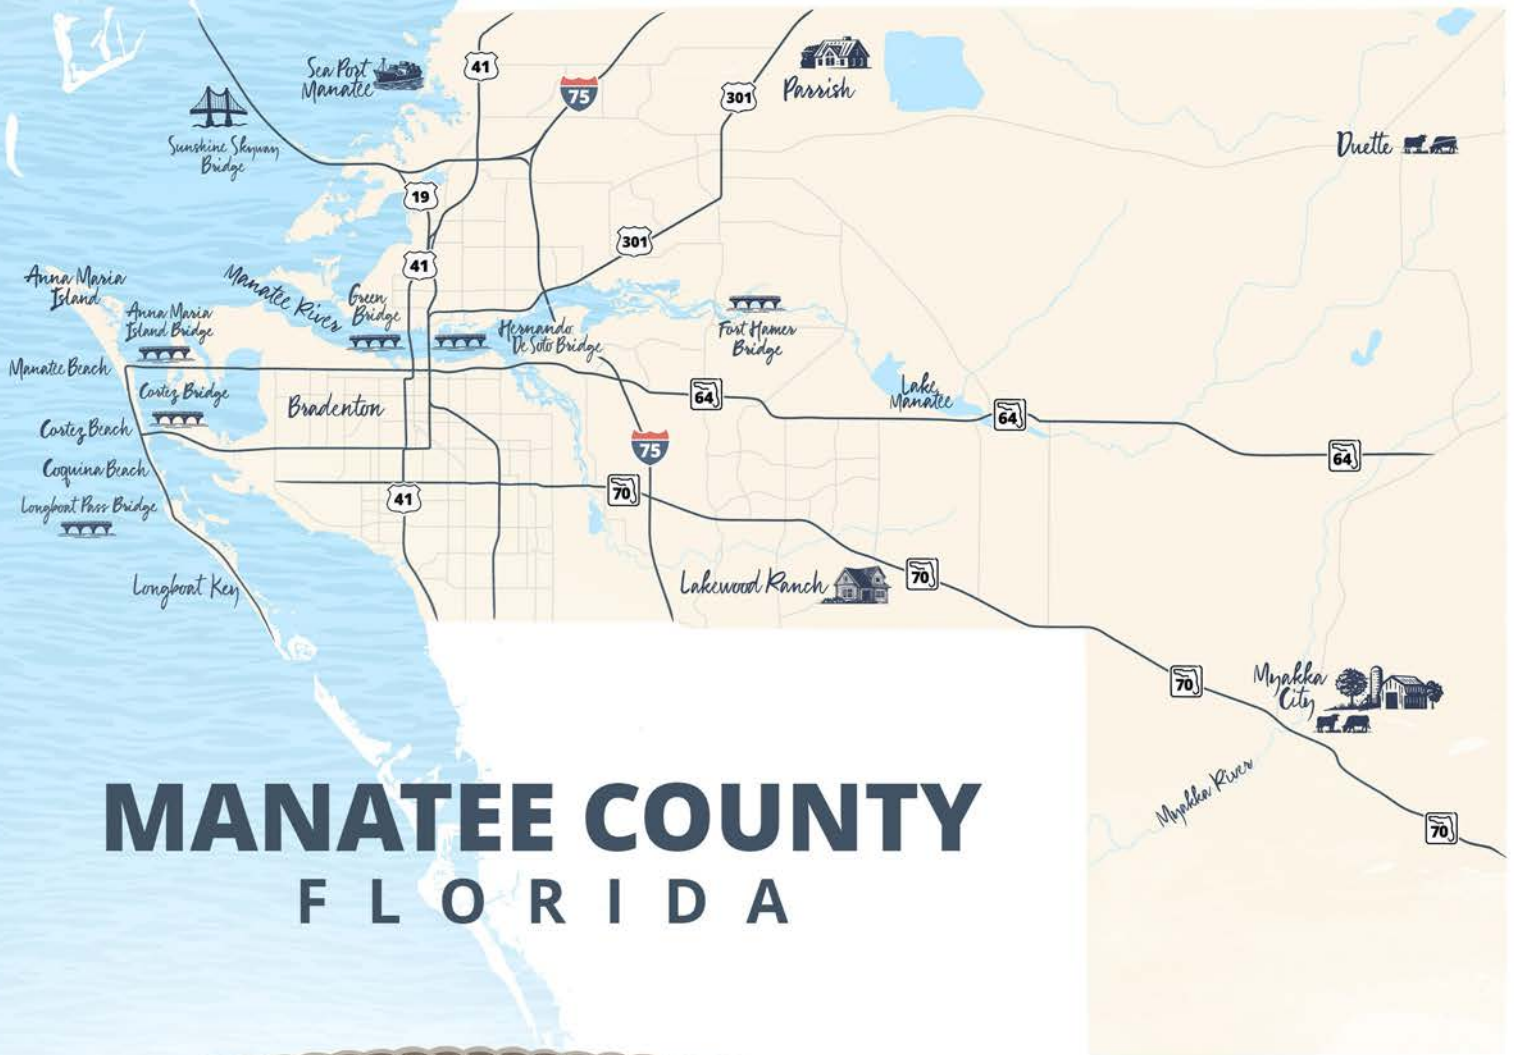 41
75
301
Sea Port
Manatee
Parrish
Sunshine Skyway
Bridge
Duette
19
301
41
Anna Maria
Island
Manatee River
Green
Bridge
Anna Maria
Island Bridge
Hernando
De Soto Bridge
Fort Hamer
Bridge
Manatee Beach
Cortez Bridge
Bradenton
64
Lake
Manatee
64
Cortez Beach
75
64
Coquina Beach
70
41
Longboat Pass Bridge
Longboat Key
Lakewood Ranch
70
Myakka
City
70
Myakka River
70
MANATEE COUNTY
FLORIDA